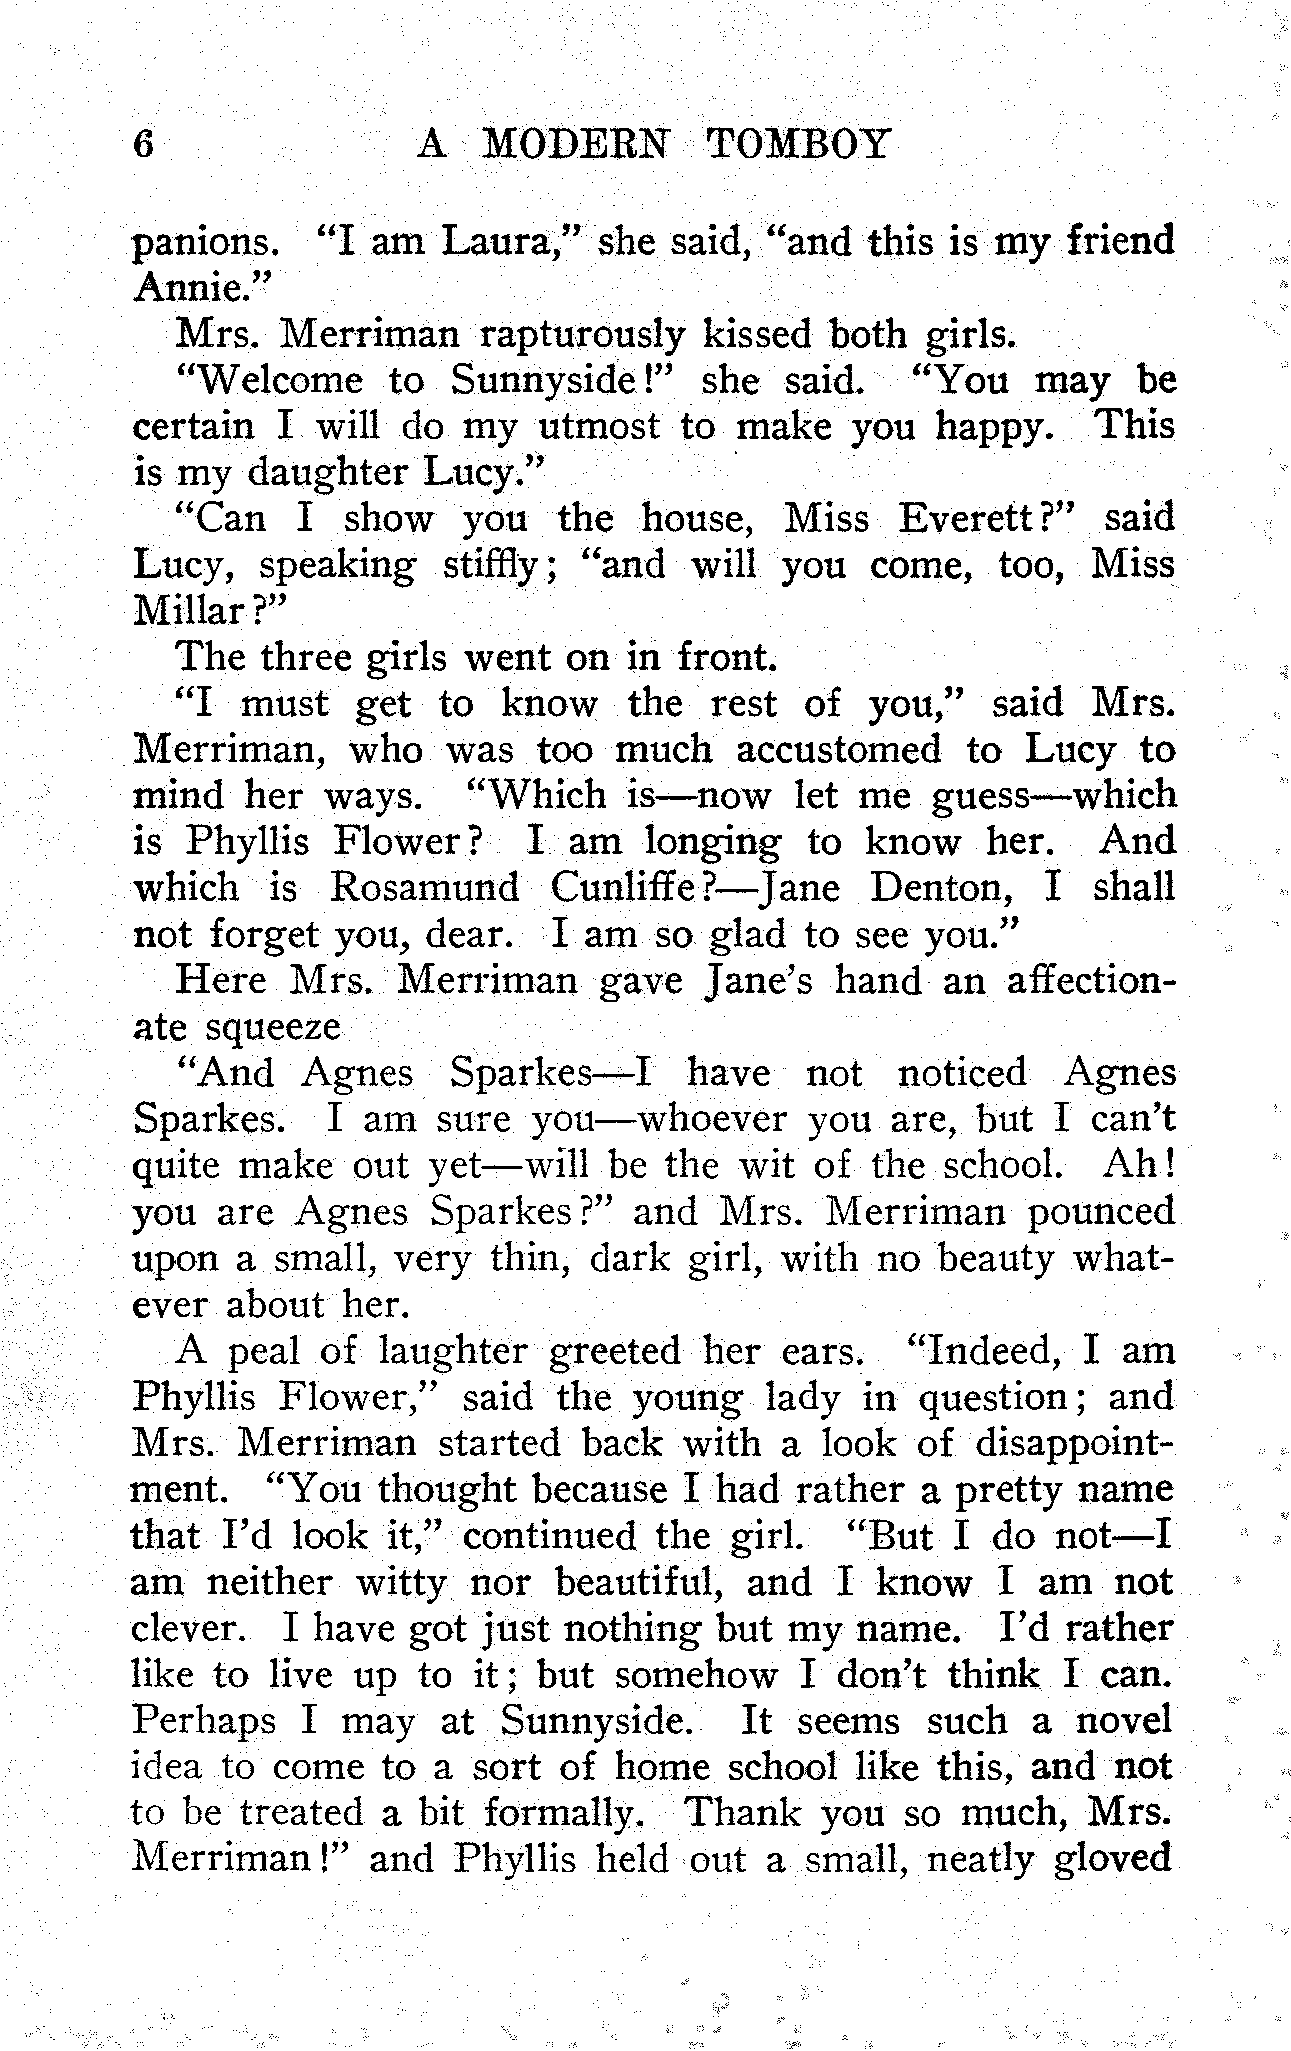 6 A MODERN TOMBOY
panions. “I am Laura,” she said, “and this is my friend
Annie.”
Mrs. Merriman rapturously kissed both girls.
“Welcome to Sunnyside!” she said. “You may be
certain I will do my utmost to make you happy. This
is my daughter Lucy.”
“Can I show you the house, Miss Everett?” said
Lucy, speaking stiffly; “and will you come, too, Miss
Millar?”
The three girls went on in front.
“I must get to know the rest of you,” said Mrs.
Merriman, who was too much accustomed to Lucy to
mind her ways. “Which is—now let me guess—which
is Phyllis Flower? I am longing to know her. And
which is Rosamund Cunliffe?—Jane Denton, I shall
not forget you, dear. I am so glad to see you.”
Here Mrs. Merriman gave Jane’s hand an affection-
ate squeeze
“And Agnes Sparkes—I have not noticed Agnes
Sparkes. I am sure you—whoever you are, but I can’t
quite make out yet—will be the wit of the school. Ah!
you are Agnes Sparkes?” and Mrs. Merriman pounced
upon a small, very thin, dark girl, with no beauty what-
ever about her.
A peal of laughter greeted her ears. “Indeed, I am
Phyllis Flower,” said the young lady in question; and
Mrs. Merriman started back with a look of disappoint-
ment. “You thought because I had rather a pretty name
that I’d look it,” continued the girl. “But I do not—I
am neither witty nor beautiful, and I know I am not
clever. I have got just nothing but my name. I’d rather
like to live up to it; but somehow I don’t think I can.
Perhaps I may at Sunnyside. It seems such a novel
idea to come to a sort of home school like this, and not
to be treated a bit formally. Thank you so much, Mrs.
Merriman!” and Phyllis held out a small, neatly gloved